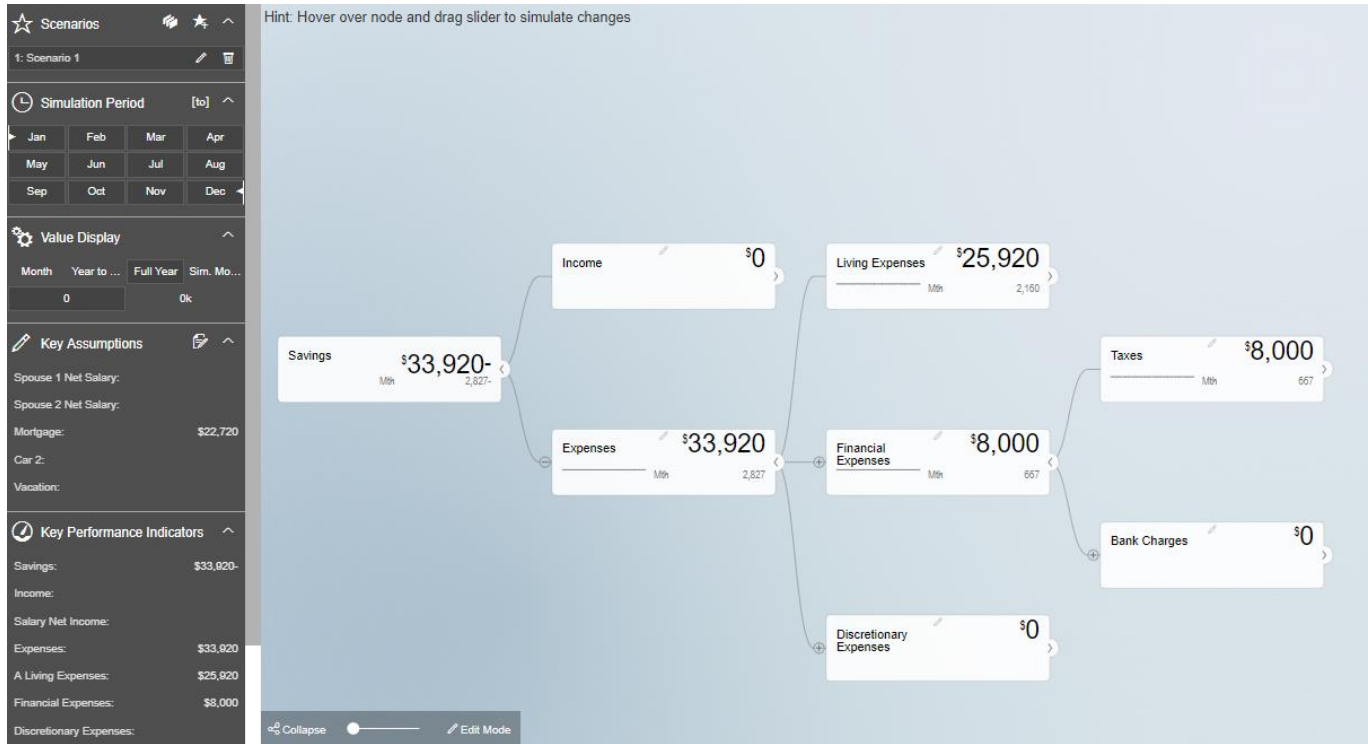 Scenarios
1: Scenario 1
Simulation Period [to]
Jan Feb Mar Apr
May Jun Jul Aug
Sep Oct Nov Dec
Value Display
Month Year to ... Full Year Sim. Mo...
0 0k
Key Assumptions
Spouse 1 Net Salary:
Spouse 2 Net Salary:
Mortgage: $22,720
Car 2:
Vacation:
Key Performance Indicators
Savings: $33,920-
Income:
Salary Net Income:
Expenses: $33,920
A Living Expenses: $25,920
Financial Expenses: $8,000
Discretionary Expenses:
Hint: Hover over node and drag slider to simulate changes
Savings $33,920-
Mth 2,827-
Income $0
Expenses $33,920
Mth 2,827
Living Expenses $25,920
Mth 2,160
Financial
Expenses
$8,000
Mth 667
Discretionary
Expenses
$0
Taxes $8,000
Mth 667
Bank Charges $0
Collapse Edit Mode